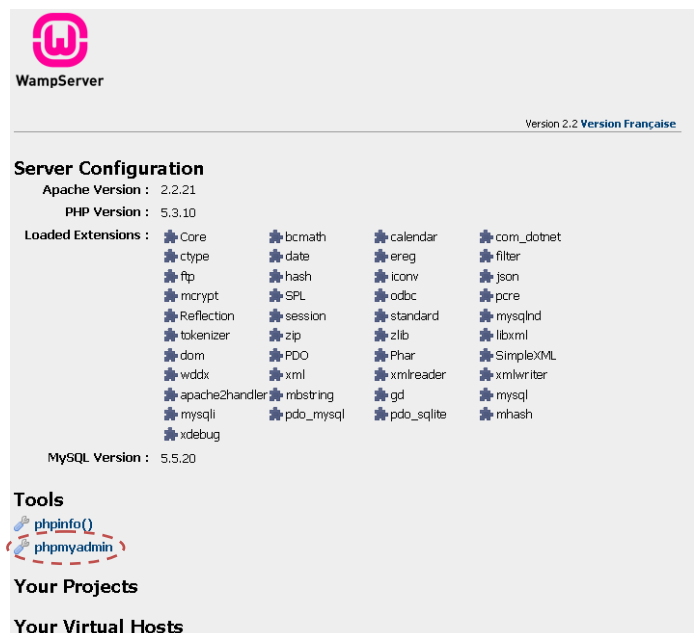 WampServer
Version 2.2 Version Française
Server Configuration
Apache Version : 2.2.21
PHP Version : 5.3.10
Loaded Extensions : Core bcmath calendar com_dotnet
ctype date ereg filter
ftp hash iconv json
mcrypt SPL odbc pcre
Reflection session standard mysqlnd
tokenizer zip zlib libxml
dom PDO Phar SimpleXML
wddx xml xmlreader xmlwriter
apache2handler mbstring gd mysql
mysqli pdo_mysql pdo_sqlite mhash
xdebug
MySQL Version : 5.5.20
Tools
phpinfo()
phpmyadmin
Your Projects
Your Virtual Hosts